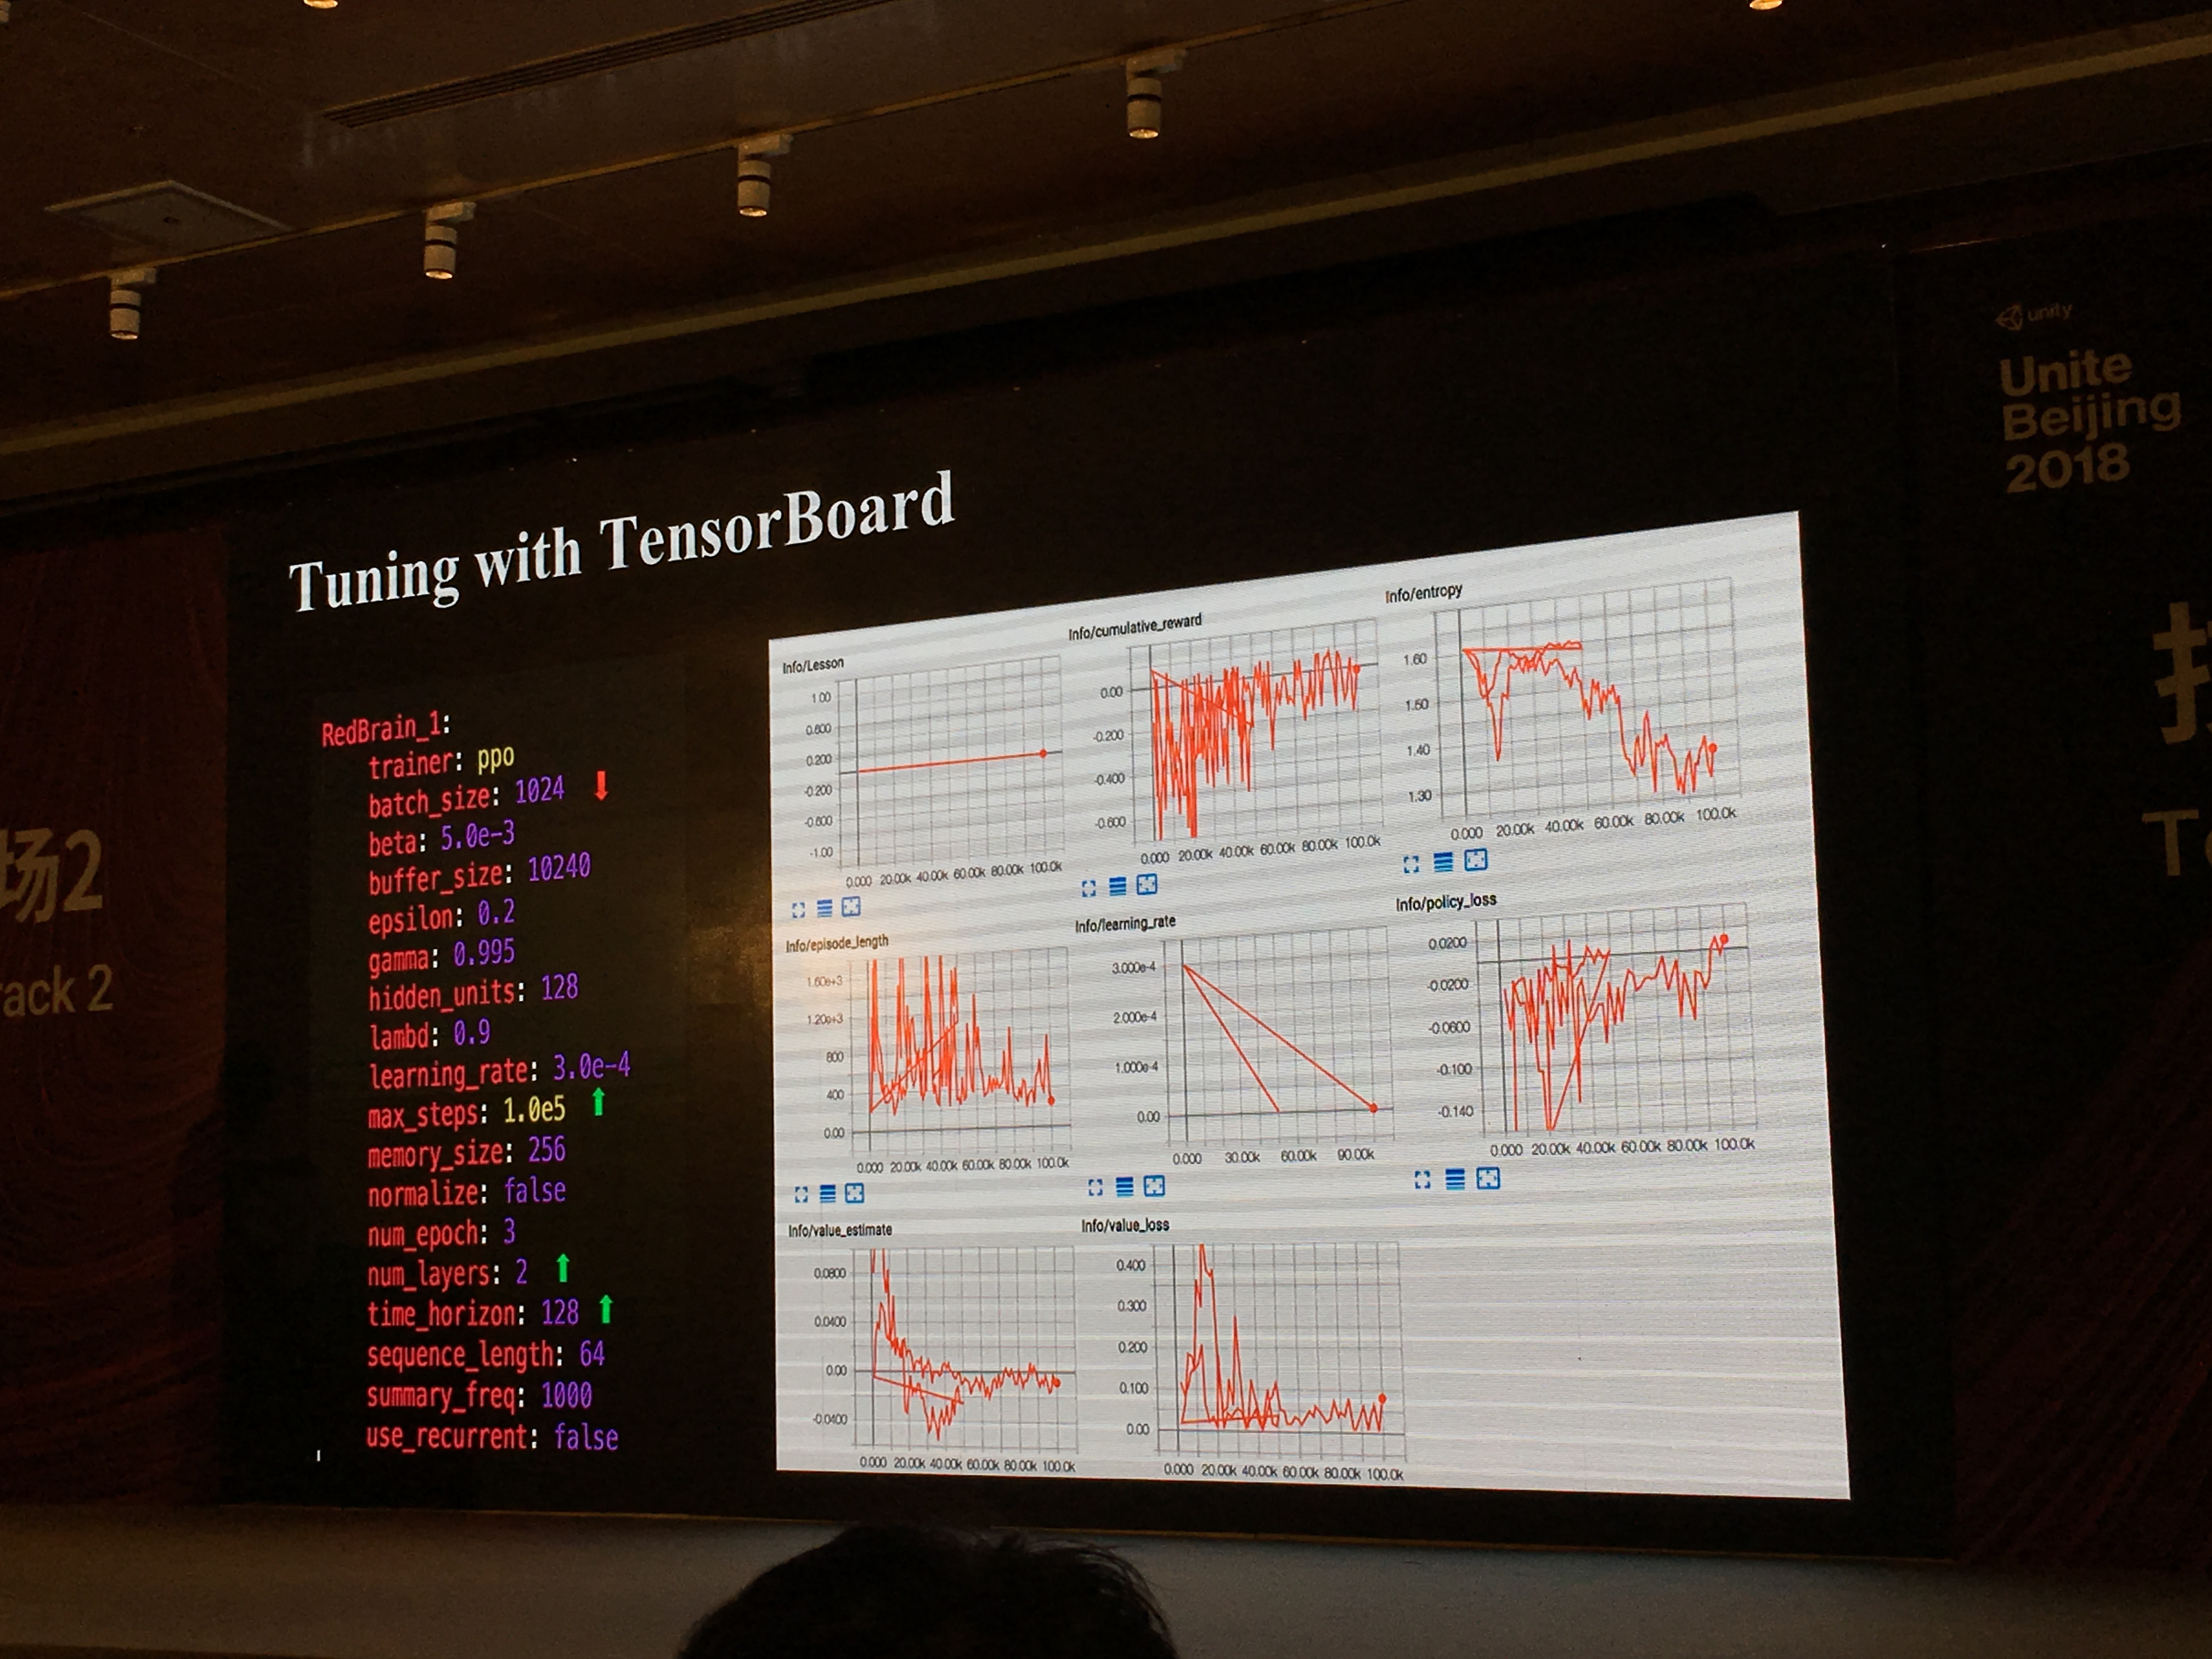 unity
Unite
Beijing
2018
场2
Tuning with TensorBoard
RedBrain_1:
trainer: ppo
batch_size: 1024
beta: 5.0e-3
buffer_size: 10240
epsilon: 0.2
gamma: 0.995
hidden_units: 128
lambd: 0.9
learning_rate: 3.0e-4
max_steps: 1.0e5
memory_size: 256
normalize: false
num_epoch: 3
num_layers: 2
time_horizon: 128
sequence_length: 64
summary_freq: 1000
use_recurrent: false
Info/Lesson
1.00
0.600
0.200
-0.200
-0.600
-1.00
0.000 20.00k 40.00k 60.00k 80.00k 100.0k
Info/cumulative_reward
0.00
-0.200
-0.400
-0.600
0.000 20.00k 40.00k 60.00k 80.00k 100.0k
Info/entropy
1.60
1.50
1.40
1.30
0.000 20.00k 40.00k 60.00k 80.00k 100.0k
Info/episode_length
1.60e+3
1.20e+3
800
400
0.00
0.000 20.00k 40.00k 60.00k 80.00k 100.0k
Info/learning_rate
3.000e-4
2.000e-4
1.000e-4
0.00
0.000 30.00k 60.00k 90.00k
Info/policy_loss
0.0200
-0.0200
-0.0600
-0.100
-0.140
0.000 20.00k 40.00k 60.00k 80.00k 100.0k
Info/value_estimate
0.0800
0.0400
0.00
-0.0400
0.000 20.00k 40.00k 60.00k 80.00k 100.0k
Info/value_loss
0.400
0.300
0.200
0.100
0.00
0.000 20.00k 40.00k 60.00k 80.00k 100.0k
rack 2